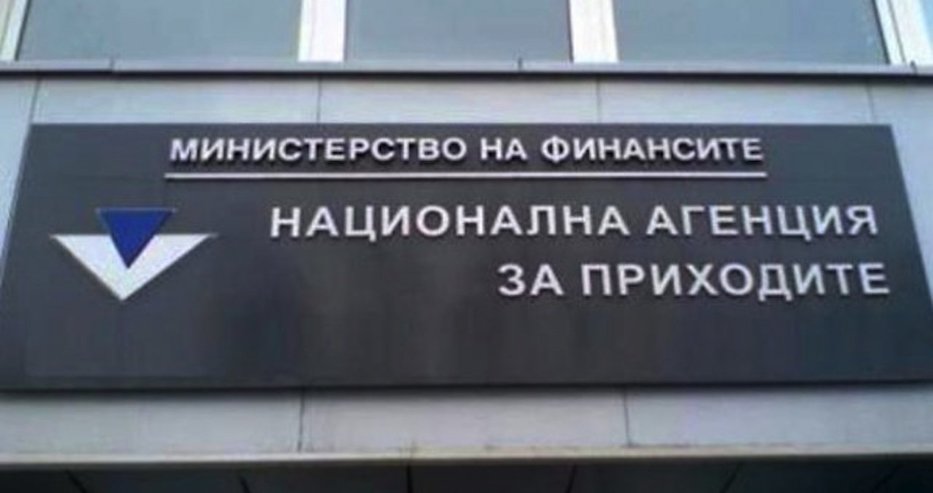 МИНИСТЕРСТВО НА ФИНАНСИТЕ
НАЦИОНАЛНА АГЕНЦИЯ
ЗА ПРИХОДИТЕ